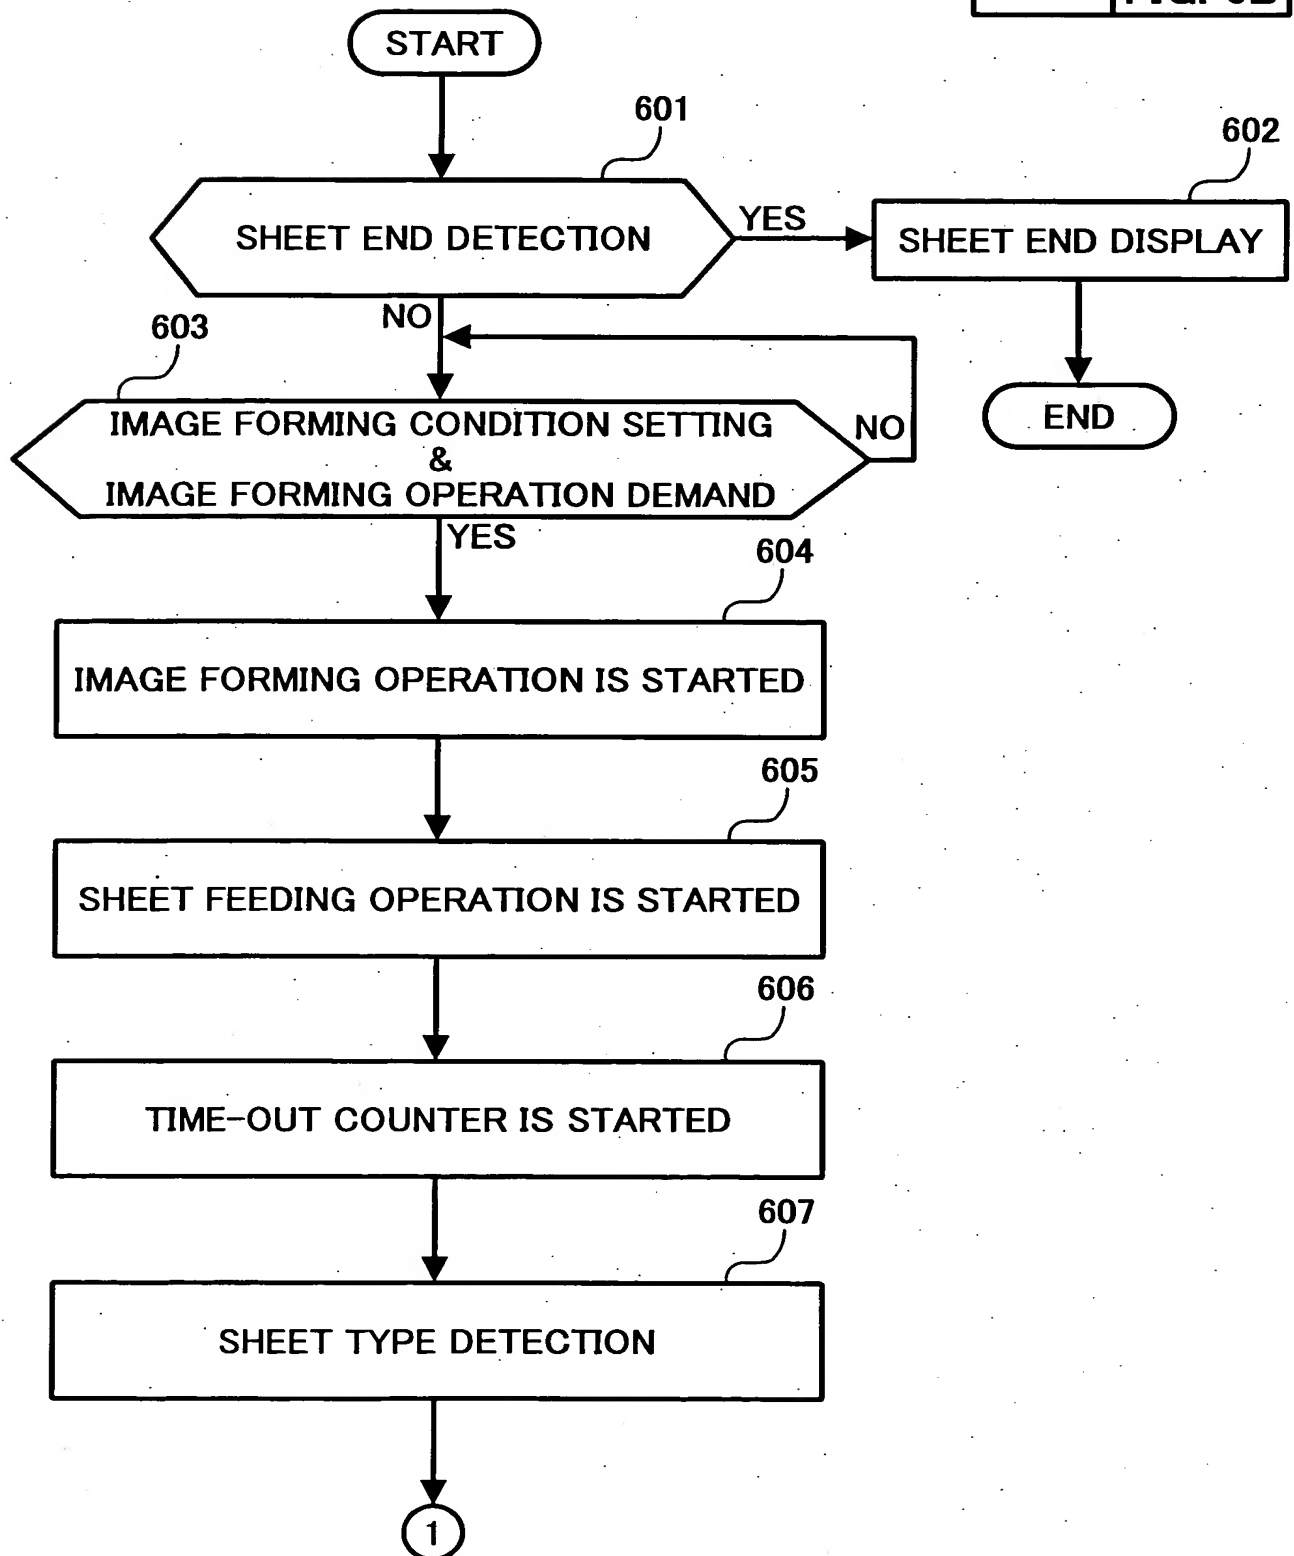 START
601
602
SHEET END DETECTION
YES
SHEET END DISPLAY
NO
603
END
IMAGE FORMING CONDITION SETTING
&
IMAGE FORMING OPERATION DEMAND
NO
YES
604
IMAGE FORMING OPERATION IS STARTED
605
SHEET FEEDING OPERATION IS STARTED
606
TIME-OUT COUNTER IS STARTED
607
SHEET TYPE DETECTION
1